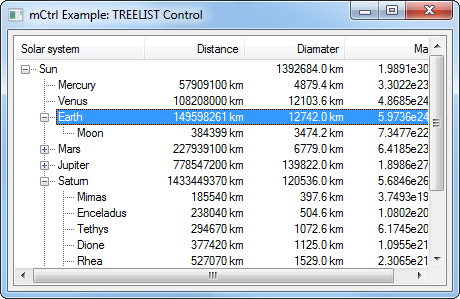 mCtrl Example: TREELIST Control
Solar system Distance Diamater Ma
Sun 1392684.0 km 1.9891e30
Mercury 57909100 km 4879.4 km 3.3022e23
Venus 108208000 km 12103.6 km 4.8685e24
Earth 149598261 km 12742.0 km 5.9736e24
Moon 384399 km 3474.2 km 7.3477e22
Mars 227939100 km 6779.0 km 6.4185e23
Jupiter 778547200 km 139822.0 km 1.8986e27
Saturn 1433449370 km 120536.0 km 5.6846e26
Mimas 185540 km 397.6 km 3.7493e19
Enceladus 238040 km 504.6 km 1.0802e20
Tethys 294670 km 1072.6 km 6.1745e20
Dione 377420 km 1125.0 km 1.0955e21
Rhea 527070 km 1529.0 km 2.3065e21